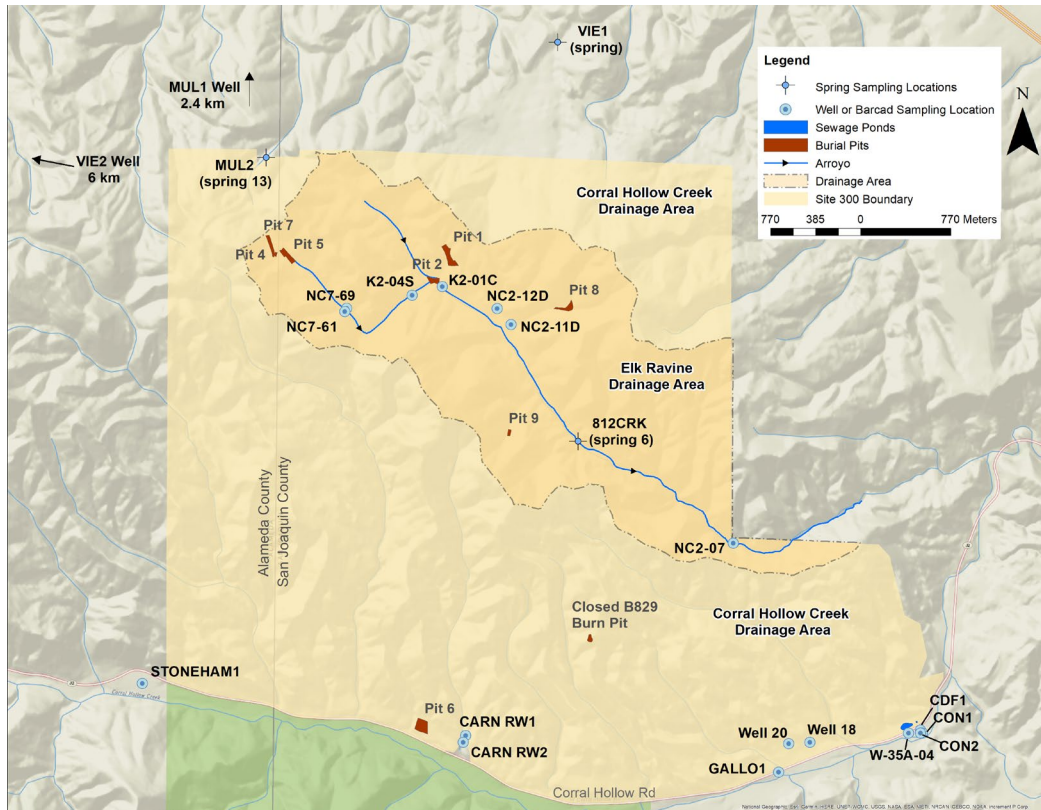 VIE1
(spring)
MUL1 Well
2.4 km
VIE2 Well
6 km
MUL2
(spring 13)
Legend
Spring Sampling Locations
Well or Barcad Sampling Location
Sewage Ponds
Burial Pits
Arroyo
Drainage Area
Site 300 Boundary
770 385 0 770 Meters
N
Corral Hollow Creek
Drainage Area
Pit 7
Pit 4
Pit 5
Pit 1
Pit 2
K2-04S
K2-01C
NC7-69
NC7-61
NC2-12D
Pit 8
NC2-11D
Elk Ravine
Drainage Area
Pit 9
812CRK
(spring 6)
Alameda County
San Joaquin County
NC2-07
Closed B829
Burn Pit
Corral Hollow Creek
Drainage Area
STONEHAM1
Corral Hollow Creek
Pit 6
CARN RW1
CARN RW2
Well 20
Well 18
GALLO1
CDF1
CON1
CON2
W-35A-04
Corral Hollow Rd